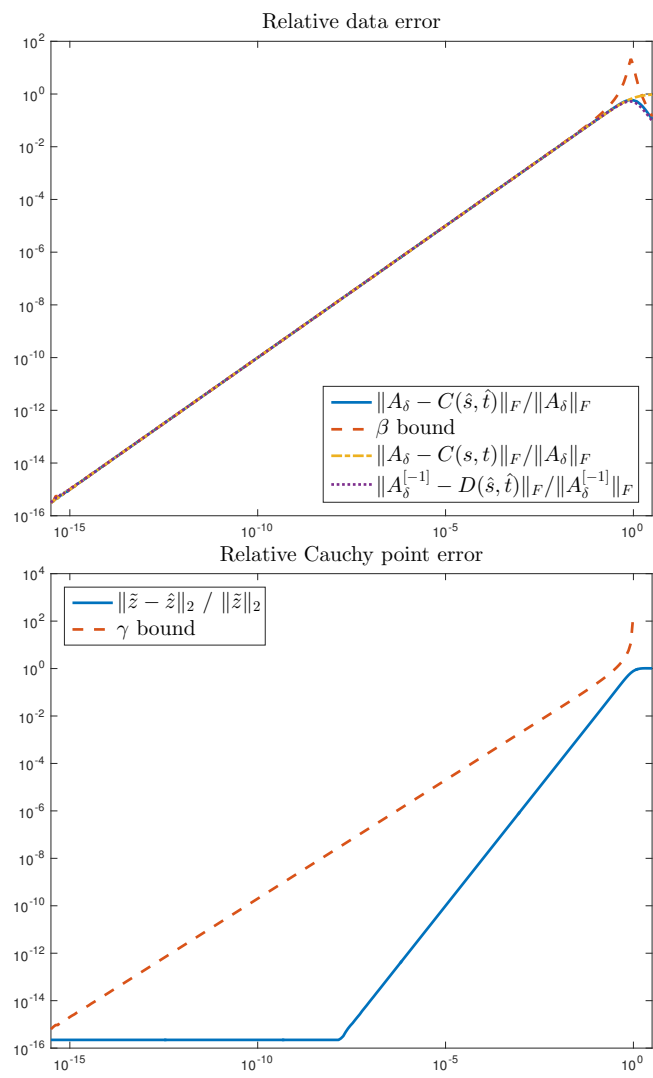 Relative data error
10^2
10^0
10^-2
10^-4
10^-6
10^-8
10^-10
10^-12
10^-14
10^-16
‖A_δ − C(ŝ, t̂)‖_F/‖A_δ‖_F
β bound
‖A_δ − C(s, t)‖_F/‖A_δ‖_F
‖A_δ^[−1] − D(ŝ, t̂)‖_F/‖A_δ^[−1]‖_F
10^-15 10^-10 10^-5 10^0
Relative Cauchy point error
10^4
10^2
10^0
10^-2
10^-4
10^-6
10^-8
10^-10
10^-12
10^-14
10^-16
‖z̃ − ẑ‖_2 / ‖z̃‖_2
γ bound
10^-15 10^-10 10^-5 10^0